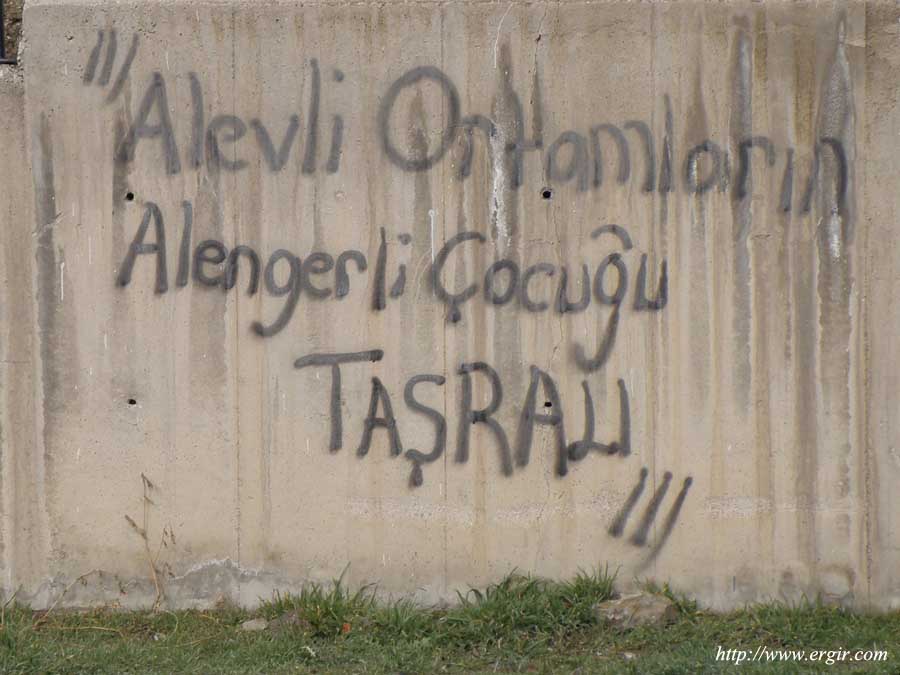 "Alevli Ortamların
Alengerli Çocuğu
TAŞRALI"
http://www.ergir.com